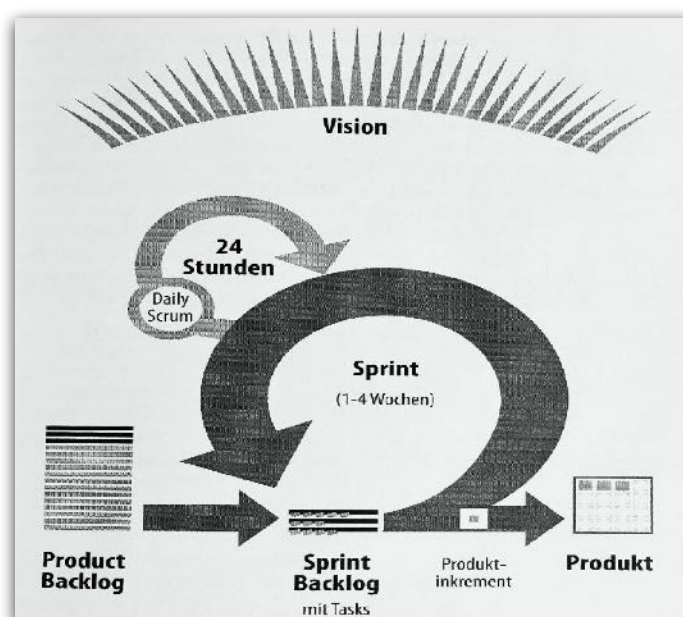 Vision
24
Stunden
Daily
Scrum
Sprint
(1-4 Wochen)
Product
Backlog
Sprint
Backlog
mit Tasks
Produkt-
inkrement
Produkt